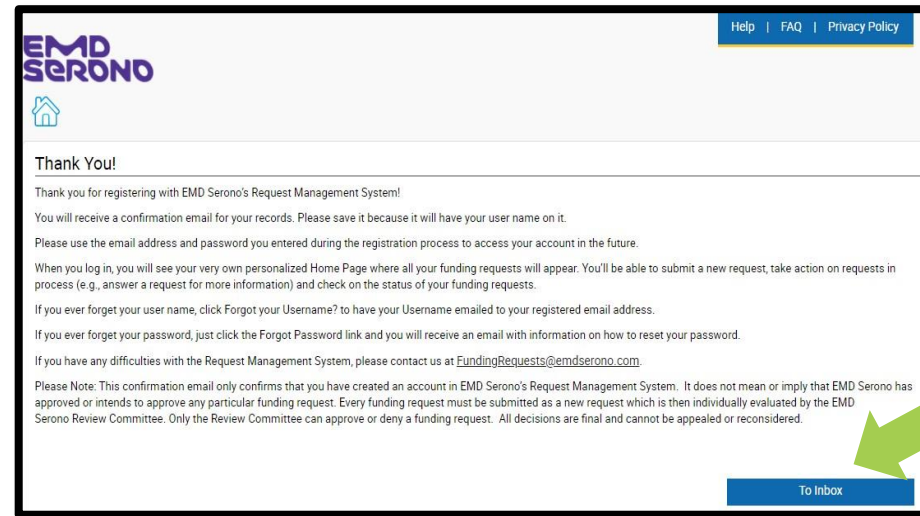 Help | FAQ | Privacy Policy
EMD
SERONO
Thank You!
Thank you for registering with EMD Serono's Request Management System!
You will receive a confirmation email for your records. Please save it because it will have your user name on it.
Please use the email address and password you entered during the registration process to access your account in the future.
When you log in, you will see your very own personalized Home Page where all your funding requests will appear. You'll be able to submit a new request, take action on requests in
process (e.g., answer a request for more information) and check on the status of your funding requests.
If you ever forget your user name, click Forgot your Username? to have your Username emailed to your registered email address.
If you ever forget your password, just click the Forgot Password link and you will receive an email with information on how to reset your password.
If you have any difficulties with the Request Management System, please contact us at FundingRequests@emdserono.com.
Please Note: This confirmation email only confirms that you have created an account in EMD Serono's Request Management System. It does not mean or imply that EMD Serono has
approved or intends to approve any particular funding request. Every funding request must be submitted as a new request which is then individually evaluated by the EMD
Serono Review Committee. Only the Review Committee can approve or deny a funding request. All decisions are final and cannot be appealed or reconsidered.
To Inbox